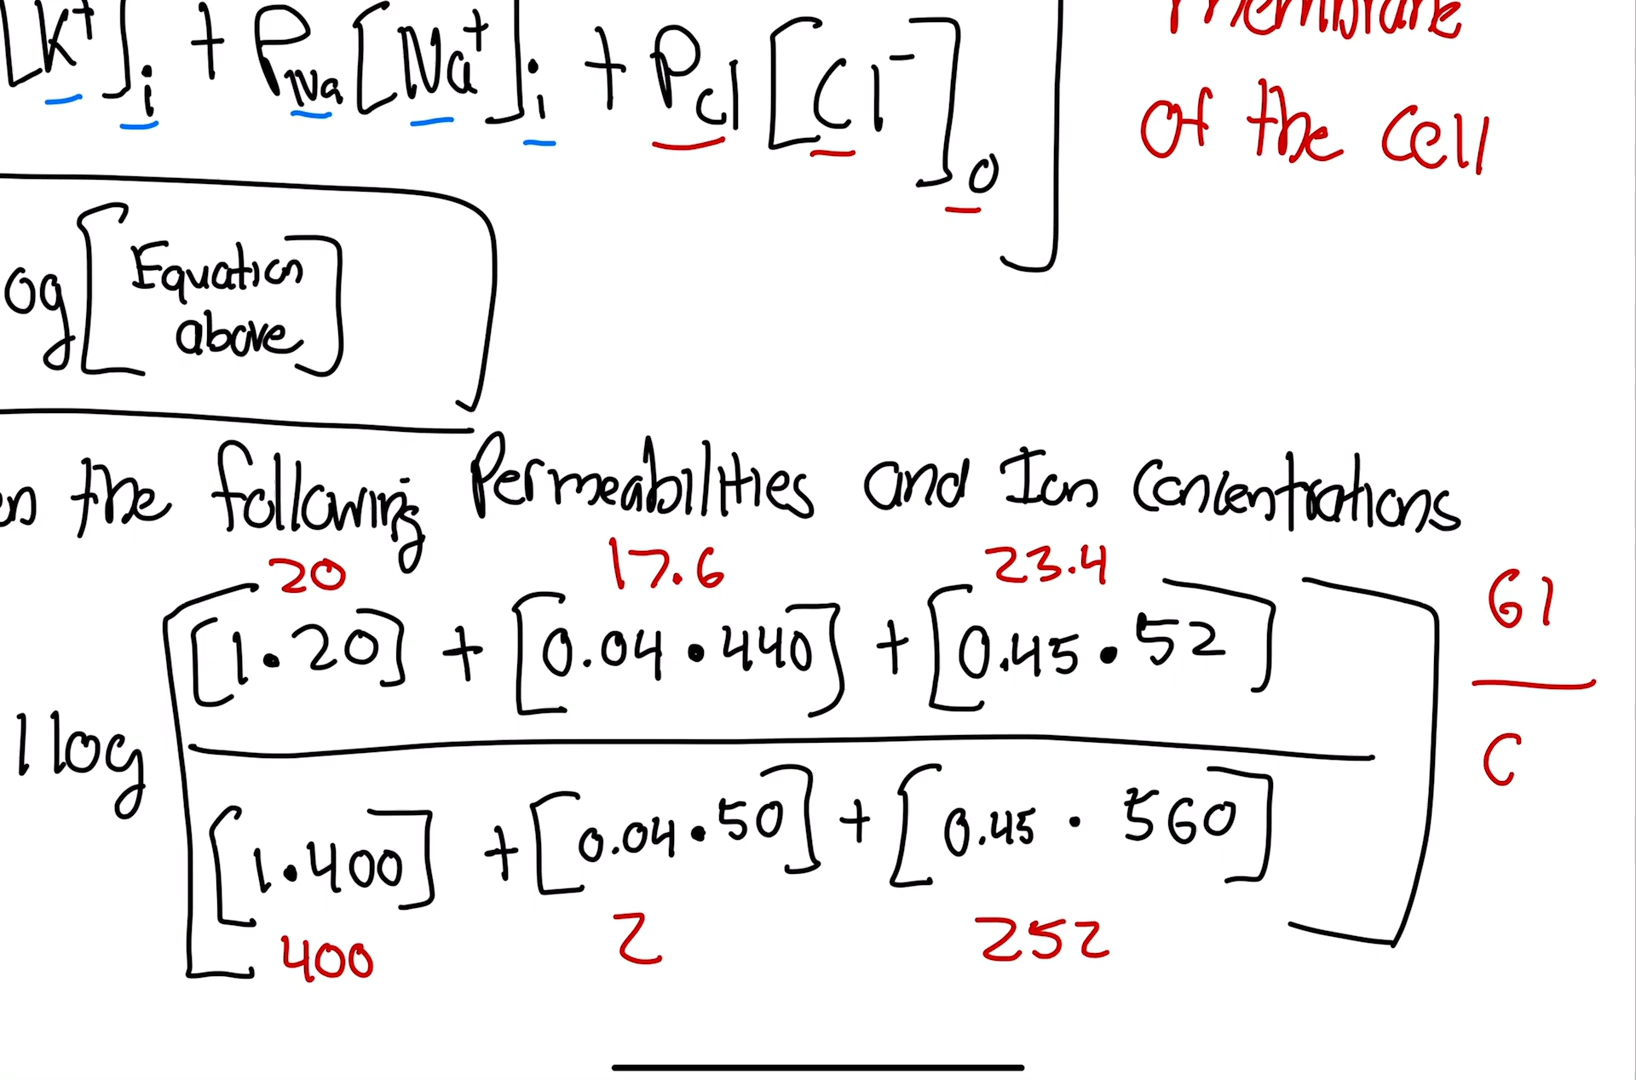 [K⁺]i + PNa [Na⁺]i + PCl [Cl⁻]o ]
Membrane
of the cell
og [Equation
above]
the following Permeabilities and Ion Concentrations
20 17.6 23.4
[1 · 20] + [0.04 · 440] + [0.45 · 52]
61
1 log
C
[1 · 400] + [0.04 · 50] + [0.45 · 560]
400 2 252